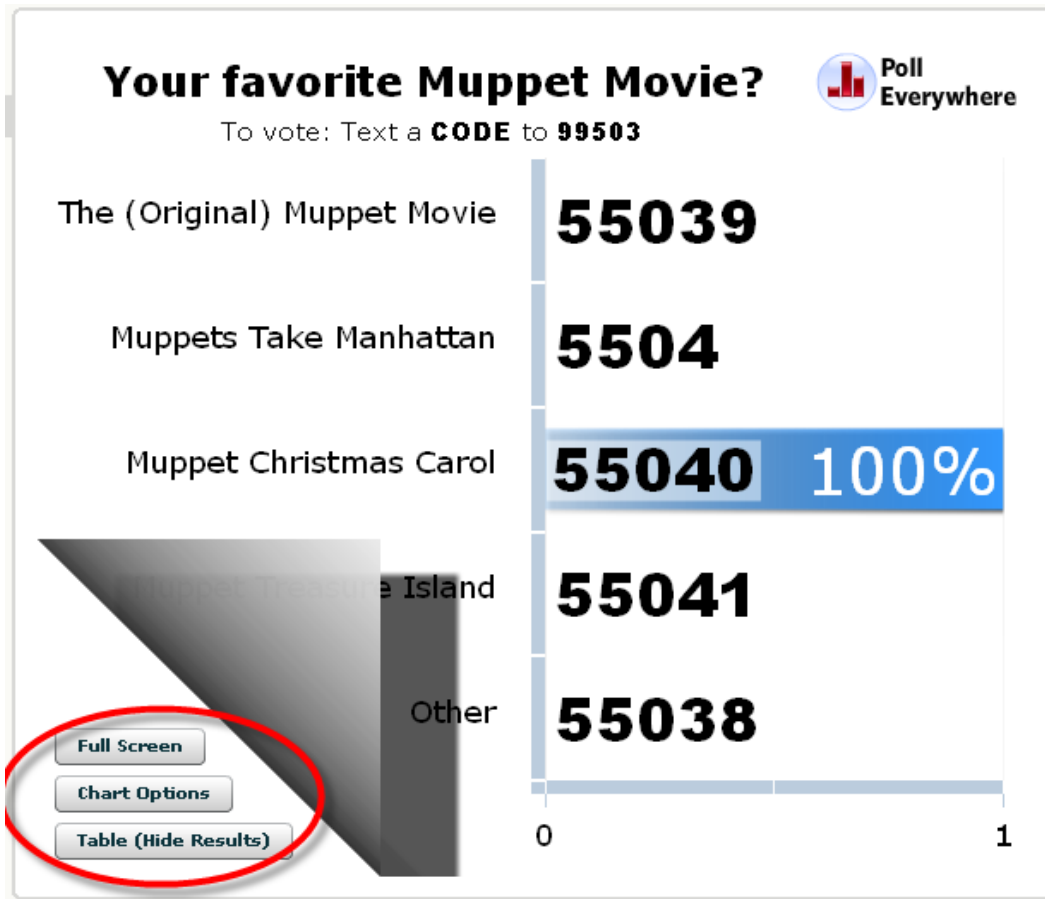 Your favorite Muppet Movie?
Poll
Everywhere
To vote: Text a CODE to 99503
The (Original) Muppet Movie 55039
Muppets Take Manhattan 5504
Muppet Christmas Carol 55040 100%
Muppet Treasure Island 55041
Other 55038
Full Screen
Chart Options
Table (Hide Results)
0 1